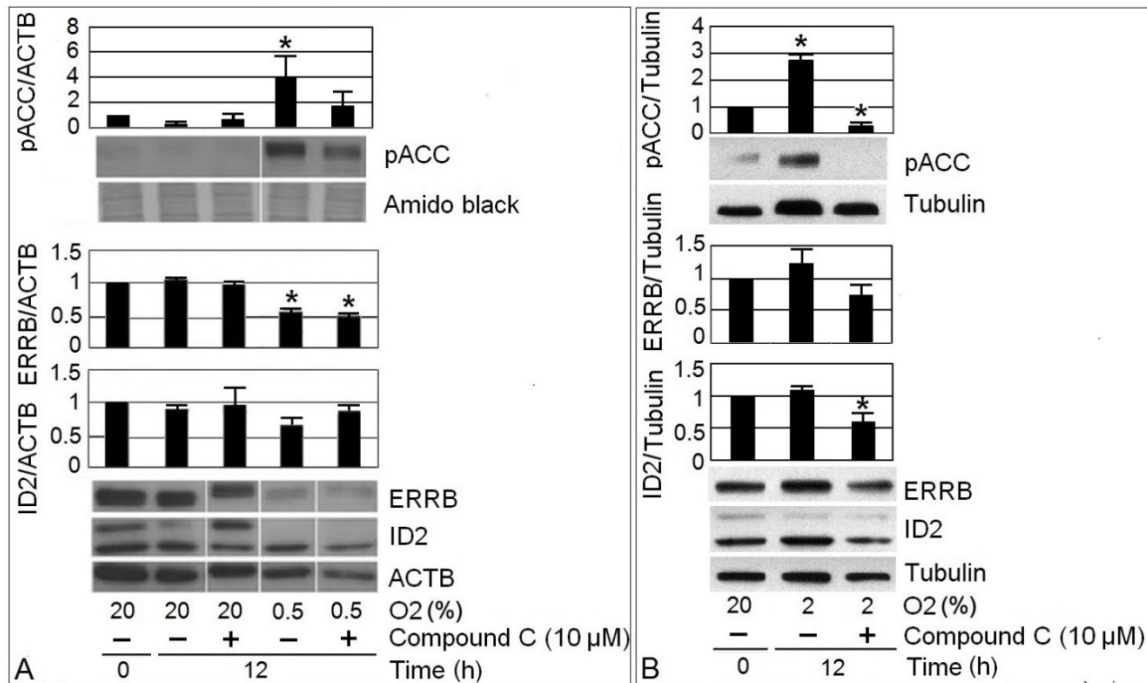 pACC/ACTB
8
6
4
2
0
*
pACC
Amido black
ERRB/ACTB
1.5
1
0.5
0
* *
ID2/ACTB
1.5
1
0.5
0
ERRB
ID2
ACTB
20 20 20 0.5 0.5 O2 (%)
– – + – + Compound C (10 µM)
0 12 Time (h)
A
pACC/Tubulin
4
3
2
1
0
* *
pACC
Tubulin
ERRB/Tubulin
1.5
1
0.5
0
ID2/Tubulin
1.5
1
0.5
0
*
ERRB
ID2
Tubulin
20 2 2 O2 (%)
– – + Compound C (10 µM)
0 12 Time (h)
B